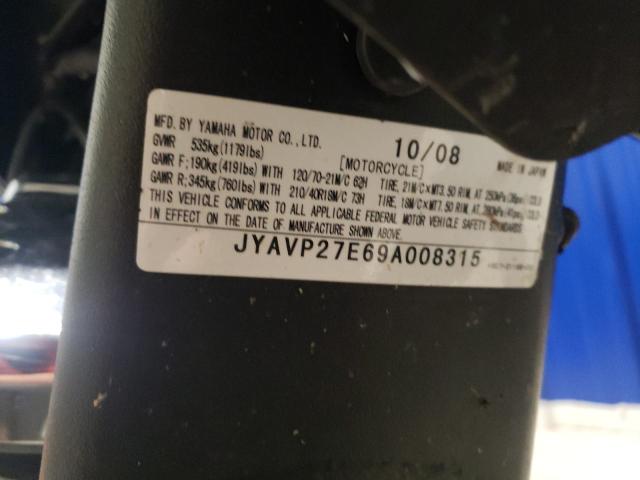 MFD. BY YAMAHA MOTOR CO., LTD. 10/08 MADE IN JAPAN
GVWR 535kg(1179lbs) [MOTORCYCLE]
GAWR F; 190kg(419lbs) WITH 120/70-21M/C 62H TIRE, 21M/C×MT3.50 RIM, AT 250kPa(36psi) COLD
GAWR R; 345kg(760lbs) WITH 210/40R18M/C 73H TIRE, 18M/C×MT7.50 RIM, AT 280kPa(41psi) COLD
THIS VEHICLE CONFORMS TO ALL APPLICABLE FEDERAL MOTOR VEHICLE SAFETY STANDARDS
IN EFFECT ON THE DATE OF MANUFACTURE SHOWN ABOVE.
JYAVP27E69A008315